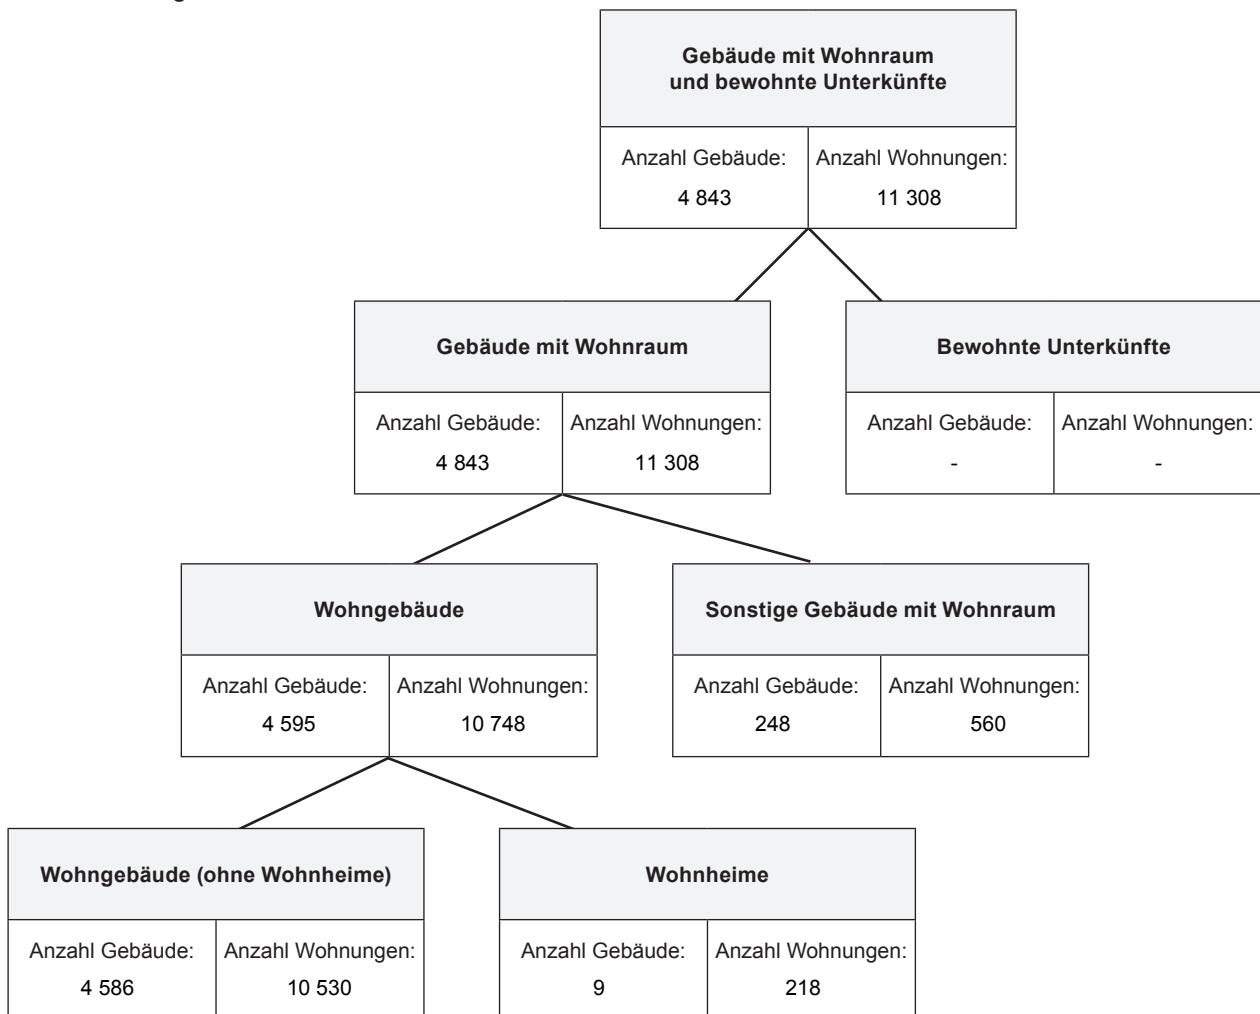 Gebäude mit Wohnraum
und bewohnte Unterkünfte
Anzahl Gebäude: Anzahl Wohnungen:
4 843 11 308
Gebäude mit Wohnraum
Anzahl Gebäude: Anzahl Wohnungen:
4 843 11 308
Bewohnte Unterkünfte
Anzahl Gebäude: Anzahl Wohnungen:
- -
Wohngebäude
Anzahl Gebäude: Anzahl Wohnungen:
4 595 10 748
Sonstige Gebäude mit Wohnraum
Anzahl Gebäude: Anzahl Wohnungen:
248 560
Wohngebäude (ohne Wohnheime)
Anzahl Gebäude: Anzahl Wohnungen:
4 586 10 530
Wohnheime
Anzahl Gebäude: Anzahl Wohnungen:
9 218